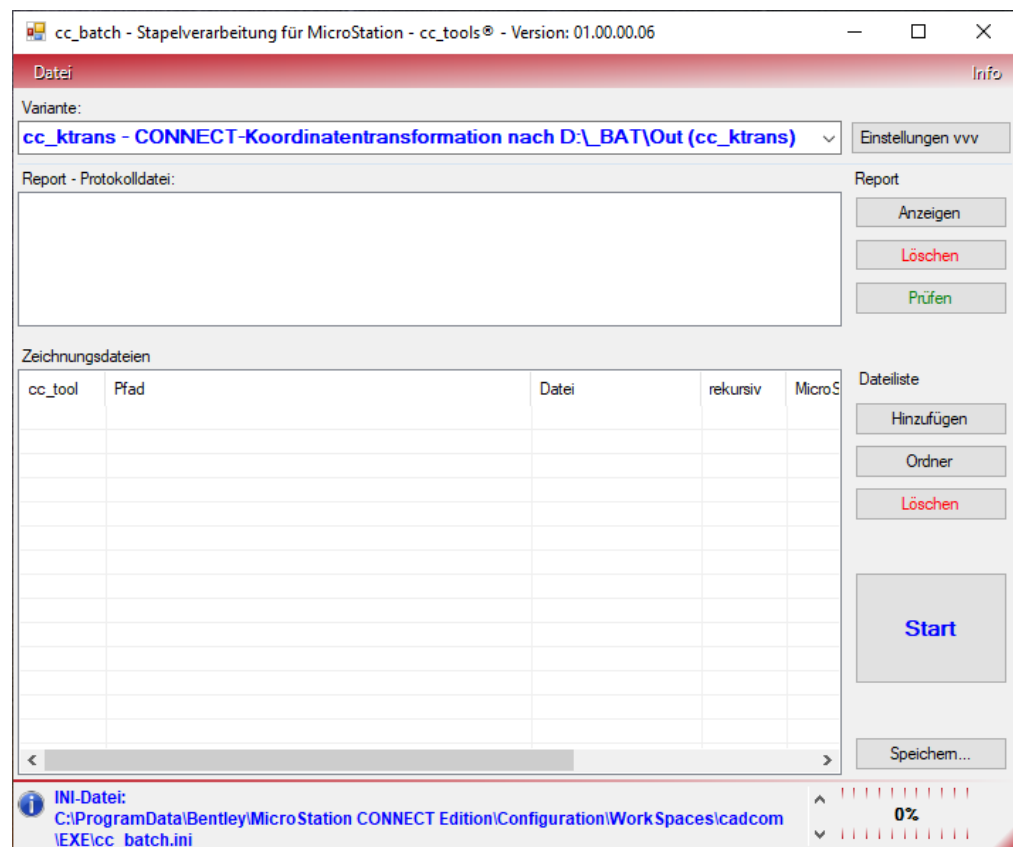 cc_batch - Stapelverarbeitung für MicroStation - cc_tools® - Version: 01.00.00.06
Datei
Info
Variante:
cc_ktrans - CONNECT-Koordinatentransformation nach D:\_BAT\Out (cc_ktrans)
Einstellungen vvv
Report - Protokolldatei:
Report
Anzeigen
Löschen
Prüfen
Zeichnungsdateien
cc_tool Pfad Datei rekursiv MicroS
Dateiliste
Hinzufügen
Ordner
Löschen
Start
Speichern...
INI-Datei:
C:\ProgramData\Bentley\MicroStation CONNECT Edition\Configuration\WorkSpaces\cadcom
\EXE\cc_batch.ini
0%